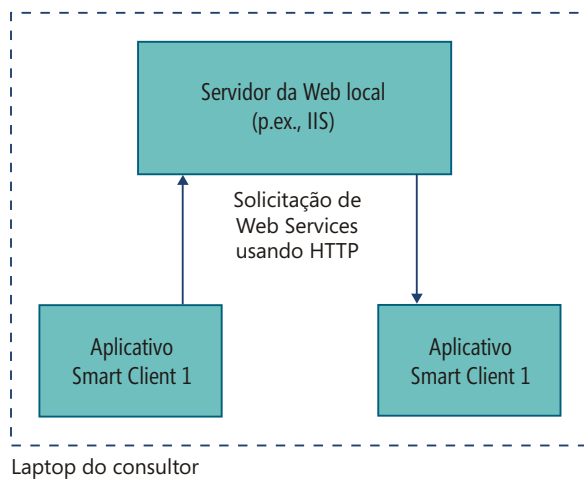 Servidor da Web local
(p.ex., IIS)
Solicitação de
Web Services
usando HTTP
Aplicativo
Smart Client 1
Aplicativo
Smart Client 1
Laptop do consultor